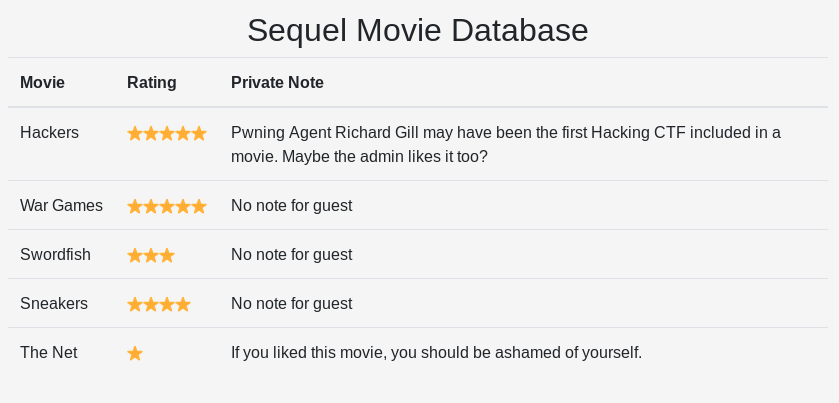 Sequel Movie Database
Movie Rating Private Note
Hackers ★★★★★ Pwning Agent Richard Gill may have been the first Hacking CTF included in a
movie. Maybe the admin likes it too?
War Games ★★★★★ No note for guest
Swordfish ★★★ No note for guest
Sneakers ★★★★ No note for guest
The Net ★ If you liked this movie, you should be ashamed of yourself.